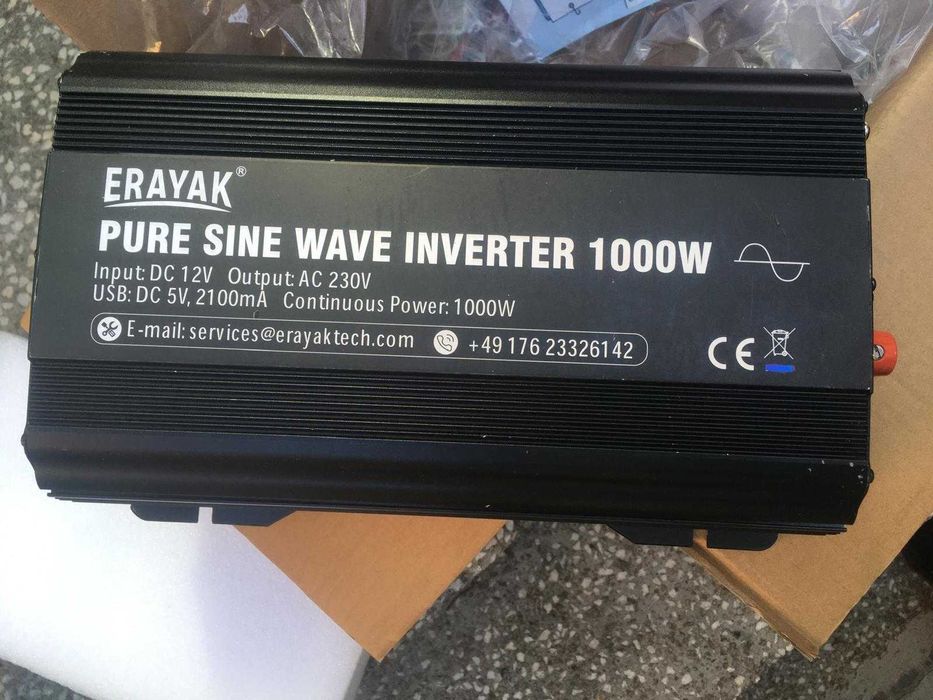 ERAYAK®
PURE SINE WAVE INVERTER 1000W
Input: DC 12V Output: AC 230V
USB: DC 5V, 2100mA Continuous Power: 1000W
E-mail: services@erayaktech.com +49 176 23326142
CE